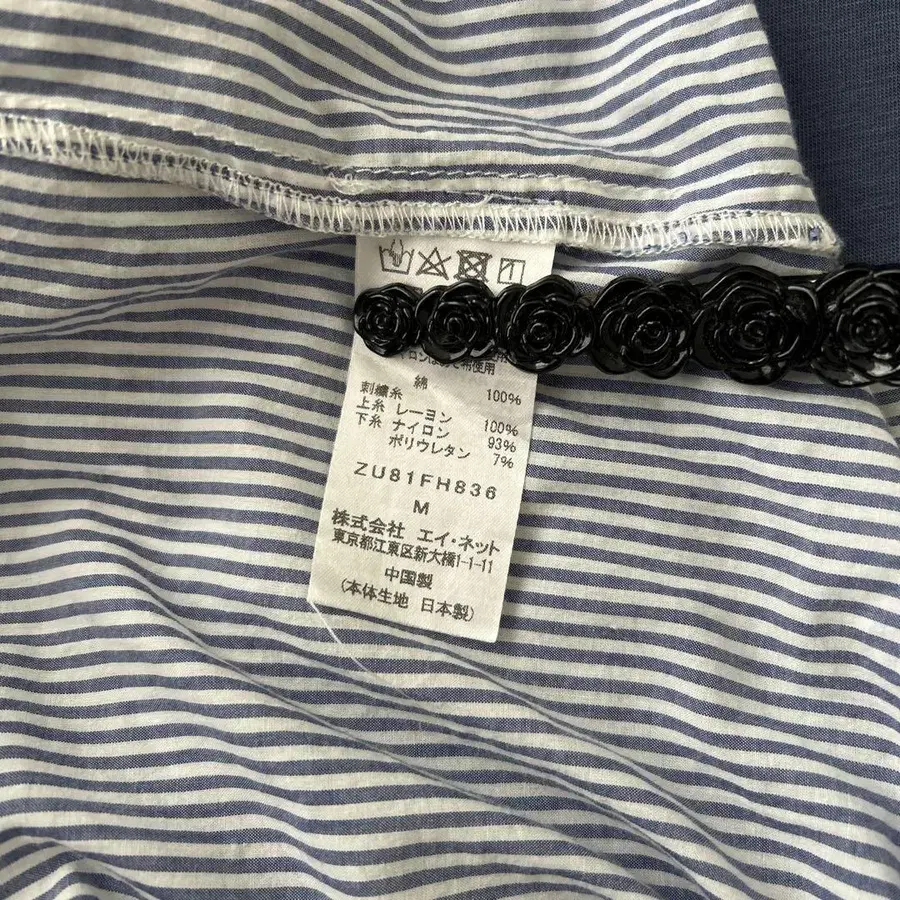 綿 100%
刺繍糸
上糸 レーヨン 100%
下糸 ナイロン 93%
ポリウレタン 7%
ZU81FH836
M
株式会社 エイ・ネット
東京都江東区新大橋1-1-11
中国製
(本体生地 日本製)